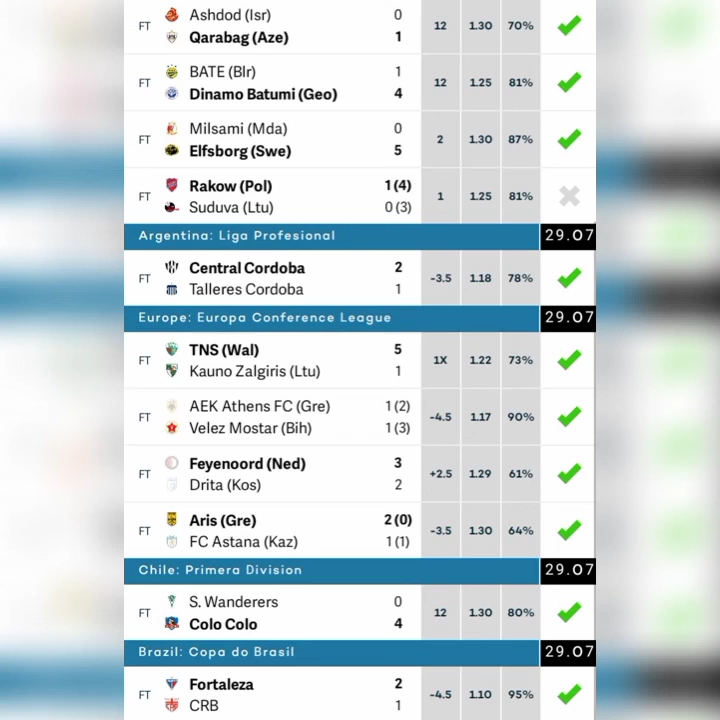 FT Ashdod (Isr) 0 12 1.30 70%
Qarabag (Aze) 1
FT BATE (Blr) 1 12 1.25 81%
Dinamo Batumi (Geo) 4
FT Milsami (Mda) 0 2 1.30 87%
Elfsborg (Swe) 5
FT Rakow (Pol) 1(4) 1 1.25 81%
Suduva (Ltu) 0(3)
Argentina: Liga Profesional 29.07
FT Central Cordoba 2 -3.5 1.18 78%
Talleres Cordoba 1
Europe: Europa Conference League 29.07
FT TNS (Wal) 5 1X 1.22 73%
Kauno Zalgiris (Ltu) 1
FT AEK Athens FC (Gre) 1(2) -4.5 1.17 90%
Velez Mostar (Bih) 1(3)
FT Feyenoord (Ned) 3 +2.5 1.29 61%
Drita (Kos) 2
FT Aris (Gre) 2(0) -3.5 1.30 64%
FC Astana (Kaz) 1(1)
Chile: Primera Division 29.07
FT S. Wanderers 0 12 1.30 80%
Colo Colo 4
Brazil: Copa do Brasil 29.07
FT Fortaleza 2 -4.5 1.10 95%
CRB 1